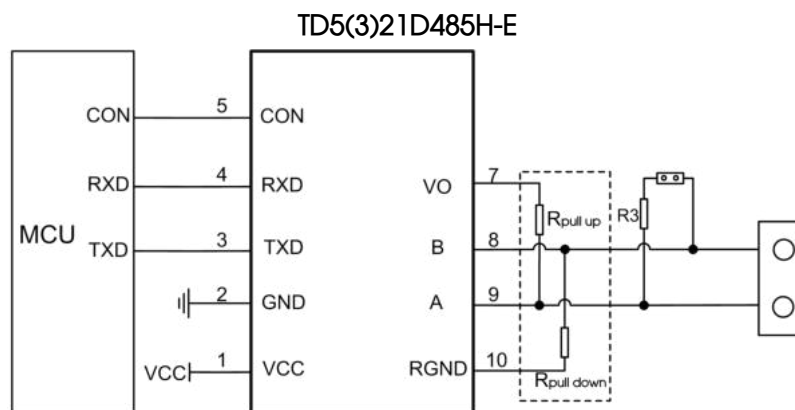 TD5(3)21D485H-E
CON 5 CON
RXD 4 RXD VO 7
Rpull up R3
MCU TXD 3 TXD B 8
GND 2 A 9
VCC 1 VCC RGND 10
Rpull down